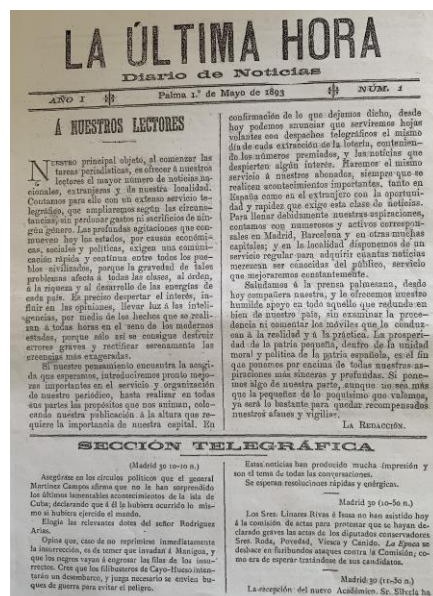 LA ÚLTIMA HORA
Diario de Noticias
AÑO I
Palma 1.º de Mayo de 1893
NÚM. 1
Á NUESTROS LECTORES
NUESTRO principal objeto, al comenzar las
tareas periodísticas, es ofrecer á nuestros
lectores el mayor número de noticias na-
cionales, extranjeras y de nuestra localidad.
Contamos para ello con un extenso servicio te-
legráfico, que ampliaremos según las circuns-
tancias, sin perdonar gastos ni sacrificios de nin-
gún género. Las profundas agitaciones que con-
mueven hoy los estados, por causas económi-
cas, sociales y políticas, exigen una comuni-
cación rápida y contínua entre todos los pue-
blos civilizados, porque la gravedad de tales
problemas afecta á todas las clases, al orden,
á la riqueza y al desarrollo de las energías de
cada país. Es preciso despertar el interés, in-
fluir en las opiniones, llevar luz á las inteli-
gencias, por medio de los hechos que se reali-
zan á todas horas en el seno de los modernos
estados, porque sólo así se consigue destruir
errores graves y rectificar serenamente las
creencias más exageradas.
Si nuestro pensamiento encuentra la acogi-
da que esperamos, introduciremos pronto mejo-
ras importantes en el servicio y organización
de nuestro periódico, hasta realizar en todas
sus partes los propósitos que nos animan, colo-
cando nuestra publicación á la altura que re-
quiere la importancia de nuestra capital. En
confirmación de lo que dejamos dicho, desde
hoy podemos anunciar que serviremos hojas
volantes con despachos telegráficos el mismo
día de cada extracción de la lotería, contenien-
do los números premiados, y las noticias que
despierten algún interés. Haremos el mismo
servicio á nuestros abonados, siempre que se
realicen acontecimientos importantes, tanto en
España como en el extranjero con la oportuni-
dad y rapidez que exige esta clase de noticias.
Para llenar debidamente nuestras aspiraciones,
contamos con numerosos y activos correspon-
sales en Madrid, Barcelona y en otras muchas
capitales; y en la localidad disponemos de un
servicio regular para adquirir cuantas noticias
merezcan ser conocidas del público, servicio
que mejoraremos constantemente.
Saludamos á la prensa palmesana, desde
hoy compañera nuestra, y le ofrecemos nuestro
humilde apoyo en todo aquello que redunde en
bien de nuestro país, sin examinar la proce-
dencia ni comentar los móviles que lo conduz-
can á la realidad y á la práctica. La prosperi-
dad de la patria pequeña, dentro de la unidad
moral y política de la patria española, es el fin
que ponemos por encima de todas nuestras as-
piraciones más sinceras y profundas. Si pone-
mos algo de nuestra parte, aunque no sea más
que la pequeñez de lo poquísimo que valemos,
ya será lo bastante para quedar recompensados
nuestros afanes y vigilias.
LA REDACCIÓN.
SECCIÓN TELEGRÁFICA
(Madrid 30 10-10 n.)
Asegúrase en los círculos políticos que el general
Martínez Campos afirma que no le han sorprendido
los últimos lamentables acontecimientos de la isla de
Cuba; declarando que á él le hubiera ocurrido lo mis-
mo si hubiera ejercido el mando.
Elogia las relevantes dotes del señor Rodríguez
Arias.
Opina que, caso de no reprimirse inmediatamente
la insurrección, es de temer que invadan á Manigua, y
que los negros vayan á engrosar las filas de los insu-
rrectos. Cree que los filibusteros de Cayo-Hueso inten-
tarán un desembarco, y juzga necesario se envíen bu-
ques de guerra para evitar el peligro.
Estas noticias han producido mucha impresión y
son el tema de todas las conversaciones.
Se esperan resoluciones rápidas y enérgicas.
Madrid 30 (10-50 n.)
Los Sres. Linares Rivas é Isasa no han asistido hoy
á la comisión de actas para protestar que se hayan de-
clarado graves las actas de los diputados conservadores
Sres. Roda, Povedal, Viesca y Canido. La Epoca se
deshace en furibundos ataques contra la Comisión; co-
mo era de esperar tratándose de sus candidatos.
Madrid 30 (11-50 n.)
La recepción del nuevo Académico, Sr. Silvela ha